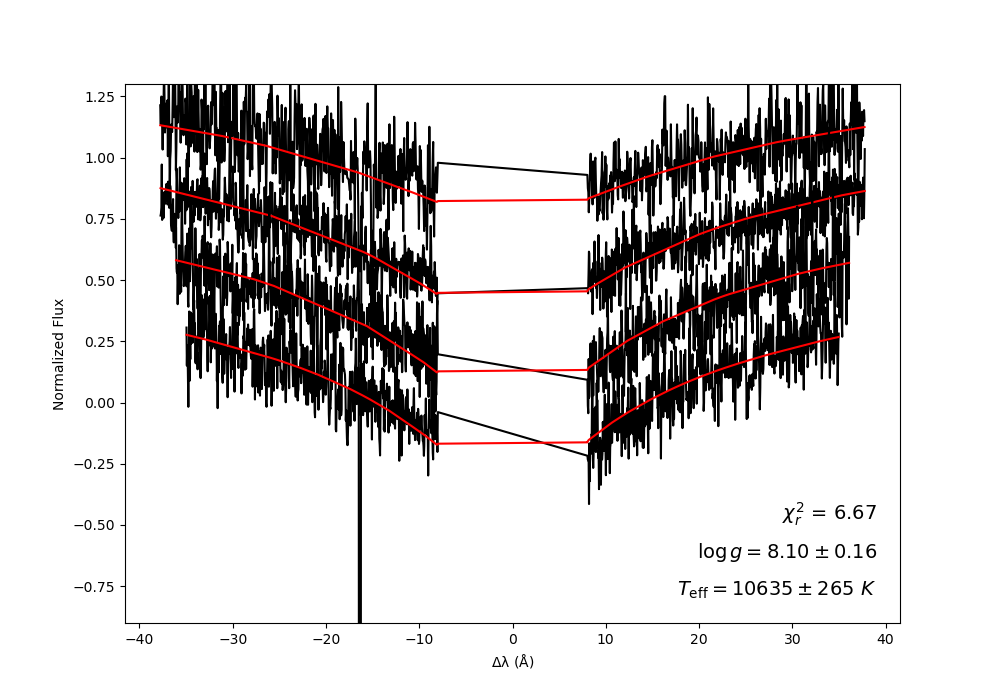 1.25
1.00
0.75
0.50
0.25
0.00
−0.25
−0.50
−0.75
Normalized Flux
χ²ᵣ = 6.67
log g = 8.10 ± 0.16
T_eff = 10635 ± 265 K
−40 −30 −20 −10 0 10 20 30 40
Δλ (Å)